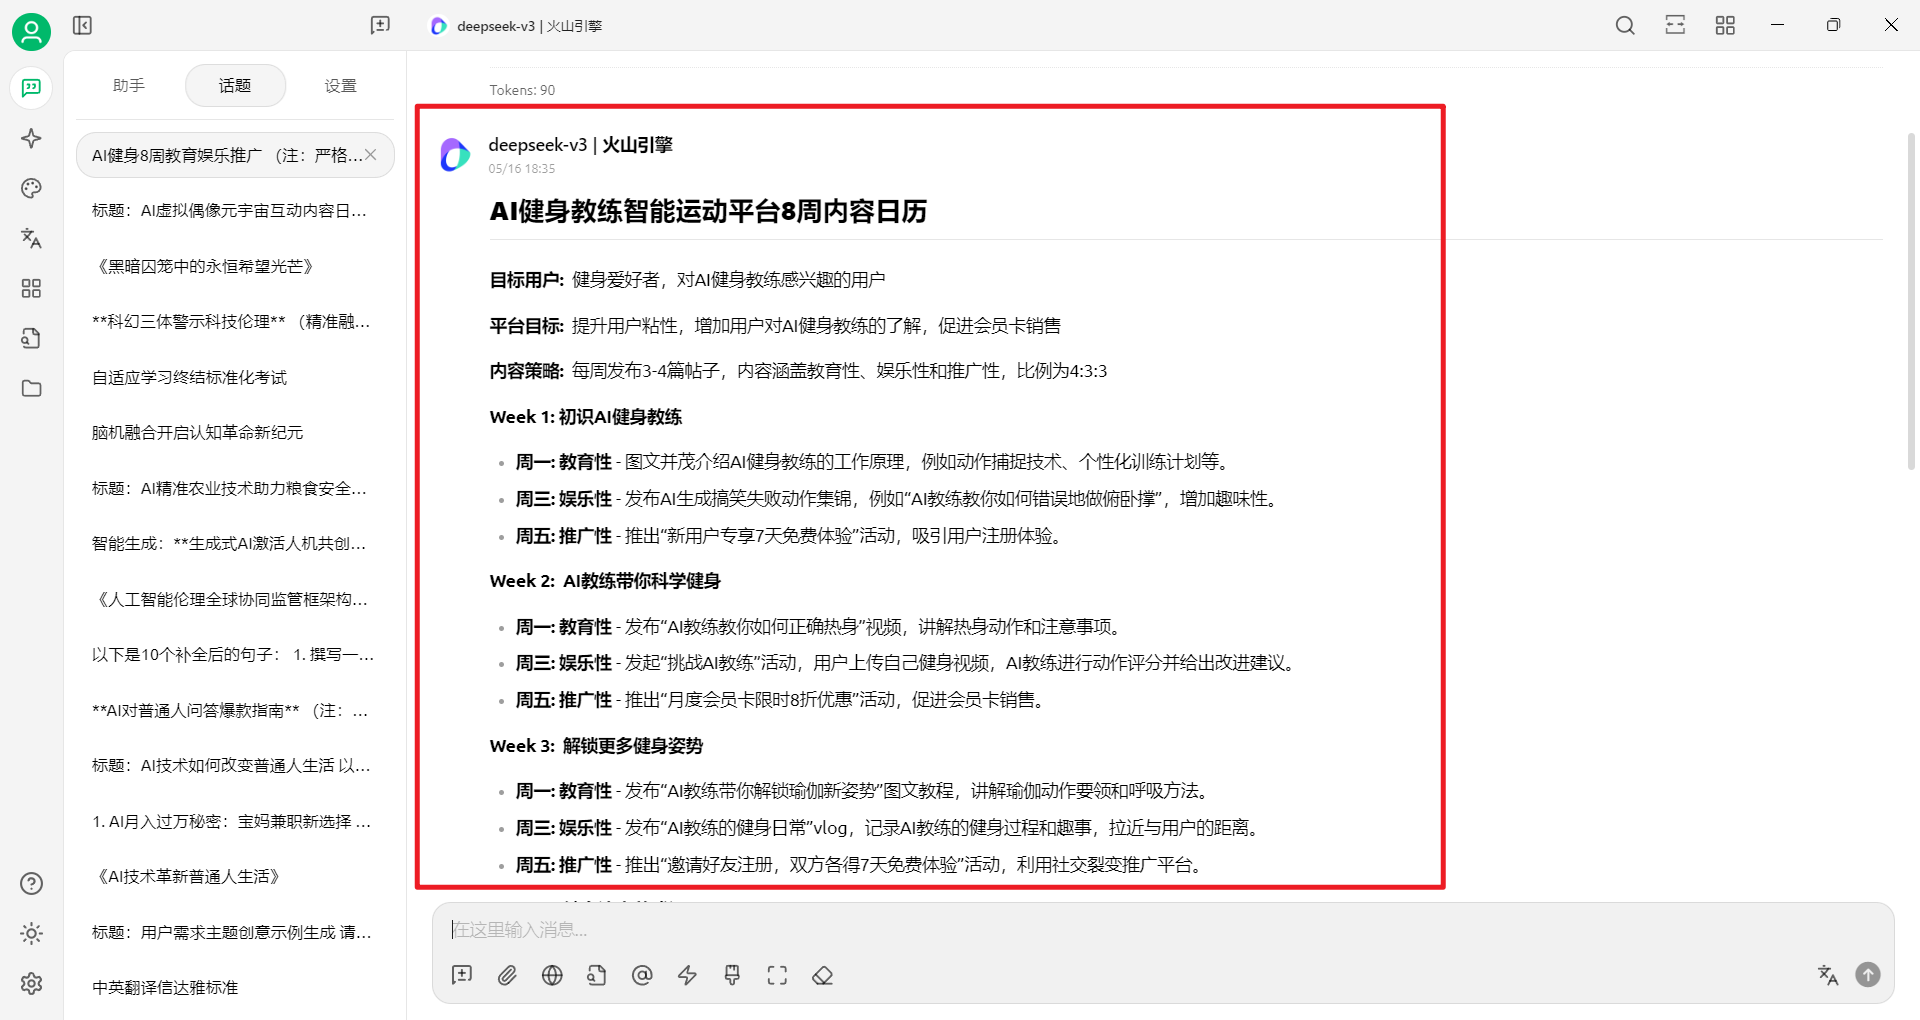 deepseek-v3 | 火山引擎
助手
话题
设置
AI健身8周教育娱乐推广 （注：严格...
标题：AI虚拟偶像元宇宙互动内容日...
《黑暗囚笼中的永恒希望光芒》
**科幻三体警示科技伦理** （精准融...
自适应学习终结标准化考试
脑机融合开启认知革命新纪元
标题：AI精准农业技术助力粮食安全...
智能生成：**生成式AI激活人机共创...
《人工智能伦理全球协同监管框架构...
以下是10个补全后的句子： 1. 撰写一...
**AI对普通人问答爆款指南** （注：...
标题：AI技术如何改变普通人生活 以...
1. AI月入过万秘密：宝妈兼职新选择 ...
《AI技术革新普通人生活》
标题：用户需求主题创意示例生成 请...
中英翻译信达雅标准
Tokens: 90
deepseek-v3 | 火山引擎
05/16 18:35
AI健身教练智能运动平台8周内容日历
目标用户: 健身爱好者，对AI健身教练感兴趣的用户
平台目标: 提升用户粘性，增加用户对AI健身教练的了解，促进会员卡销售
内容策略: 每周发布3-4篇帖子，内容涵盖教育性、娱乐性和推广性，比例为4:3:3
Week 1: 初识AI健身教练
周一: 教育性 - 图文并茂介绍AI健身教练的工作原理，例如动作捕捉技术、个性化训练计划等。
周三: 娱乐性 - 发布AI生成搞笑失败动作集锦，例如“AI教练教你如何错误地做俯卧撑”，增加趣味性。
周五: 推广性 - 推出“新用户专享7天免费体验”活动，吸引用户注册体验。
Week 2: AI教练带你科学健身
周一: 教育性 - 发布“AI教练教你如何正确热身”视频，讲解热身动作和注意事项。
周三: 娱乐性 - 发起“挑战AI教练”活动，用户上传自己健身视频，AI教练进行动作评分并给出改进建议。
周五: 推广性 - 推出“月度会员卡限时8折优惠”活动，促进会员卡销售。
Week 3: 解锁更多健身姿势
周一: 教育性 - 发布“AI教练带你解锁瑜伽新姿势”图文教程，讲解瑜伽动作要领和呼吸方法。
周三: 娱乐性 - 发布“AI教练的健身日常”vlog，记录AI教练的健身过程和趣事，拉近与用户的距离。
周五: 推广性 - 推出“邀请好友注册，双方各得7天免费体验”活动，利用社交裂变推广平台。
在这里输入消息...